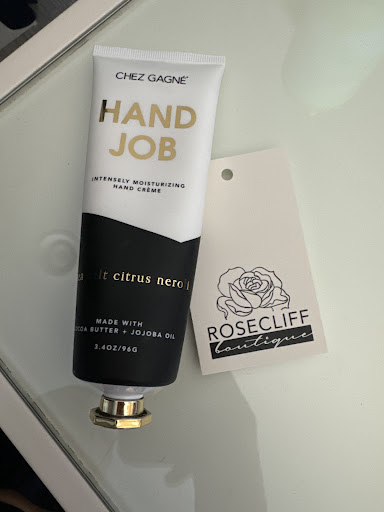 CHEZ GAGNÉ
HAND
JOB
INTENSELY MOISTURIZING
HAND CRÈME
citrus
MADE WITH
COCOA BUTTER + JOJOBA OIL
3.4OZ/96G
ROSECLIFF
boutique